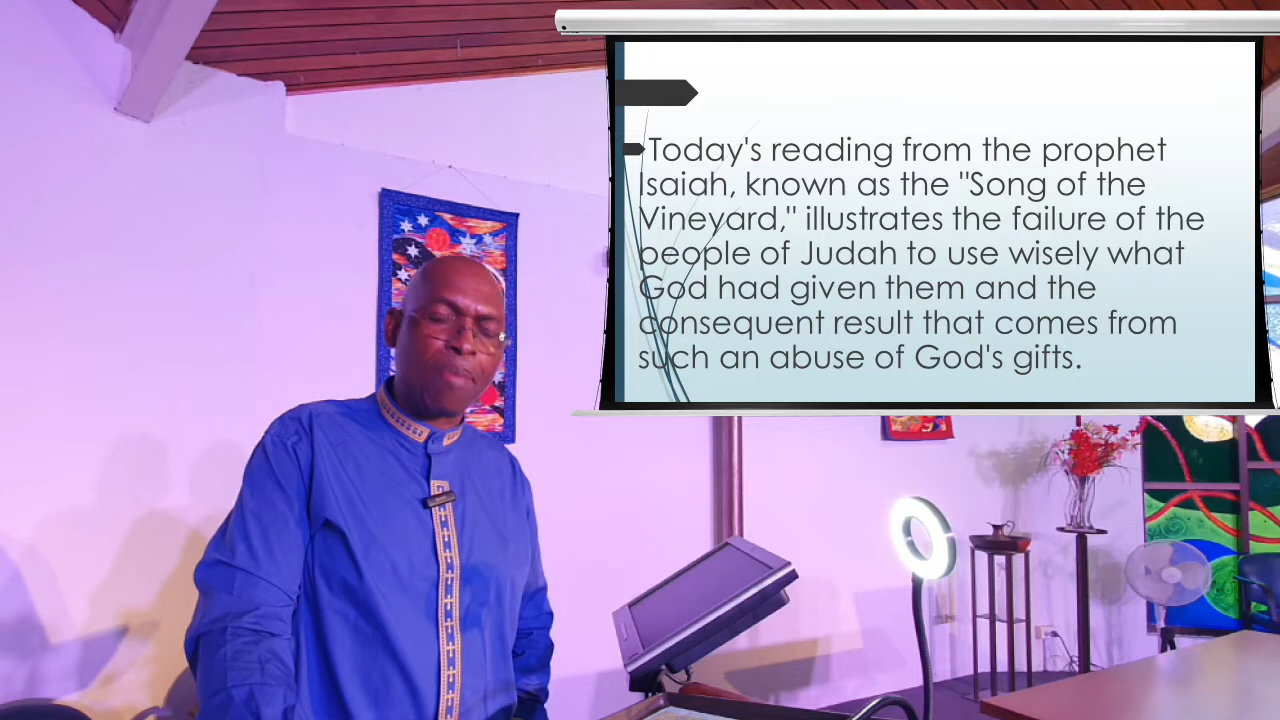 Today's reading from the prophet
Isaiah, known as the "Song of the
Vineyard," illustrates the failure of the
people of Judah to use wisely what
God had given them and the
consequent result that comes from
such an abuse of God's gifts.